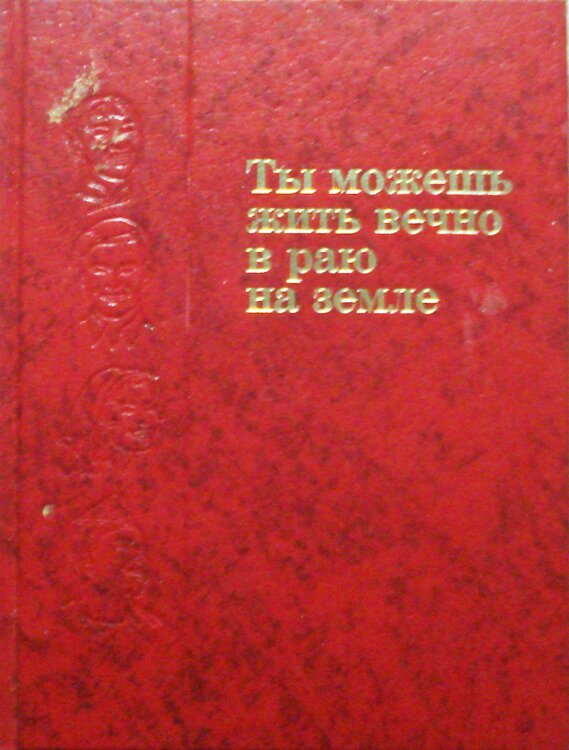 Ты можешь
жить вечно
в раю
на земле